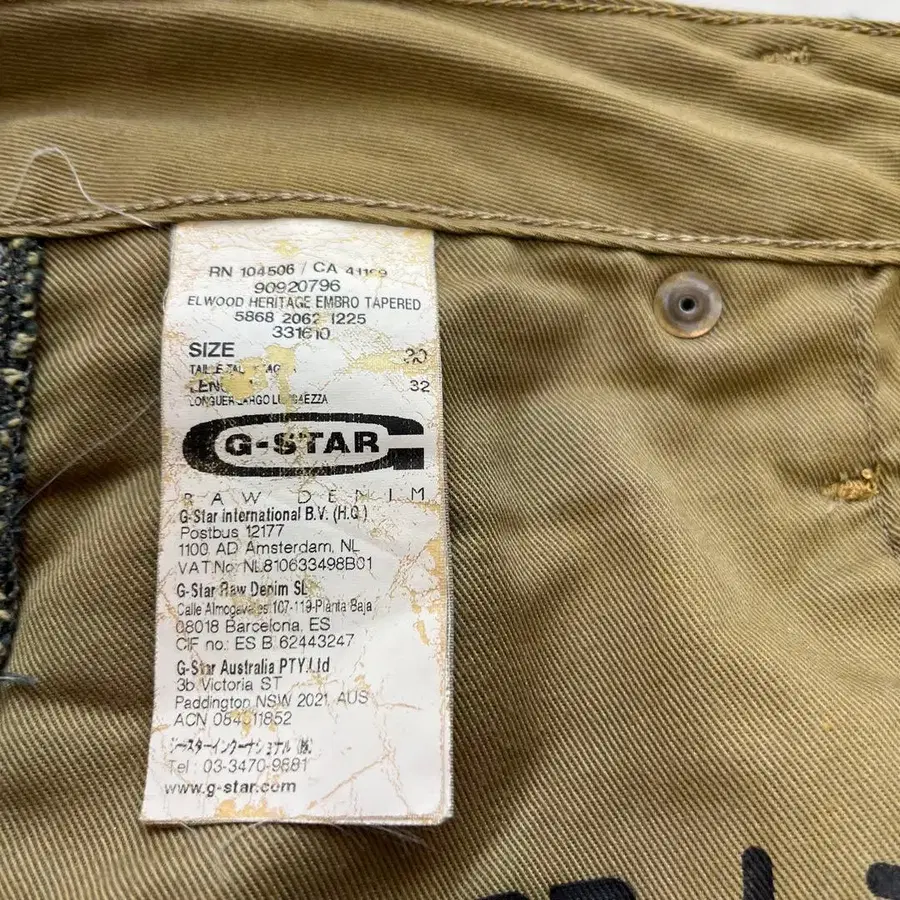 RN 104506 / CA
90920796
ELWOOD HERITAGE EMBRO TAPERED
5868 2062 1225
331610
SIZE
32
G-STAR
RAW DENIM
G-Star International B.V. (H.Q.)
Postbus 12177
1100 AD Amsterdam, NL
VAT No: NL810633498B01
G-Star Raw Denim SL
Calle Almogavares 107-119-Planta Baja
08018 Barcelona, ES
CIF no.: ES B 62443247
G-Star Australia PTY.Ltd
3b Victoria ST
Paddington NSW 2021, AUS
ACN
ジースターインターナショナル (株)
Tel : 03-3470-9881
www.g-star.com